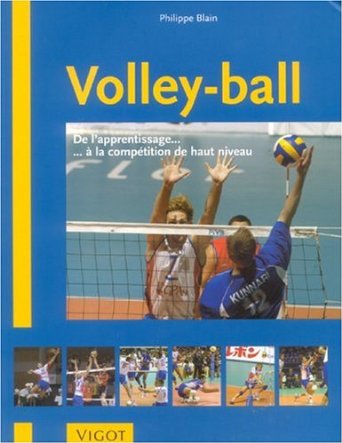 Philippe Blain
Volley-ball
De l'apprentissage...
... à la compétition de haut niveau
VIGOT